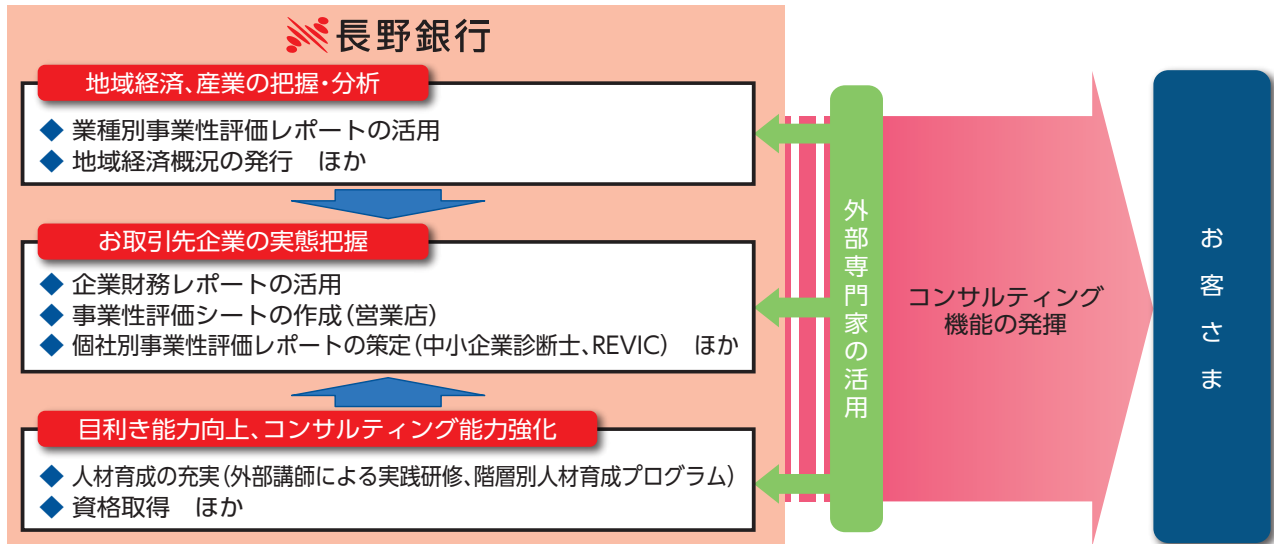 長野銀行
地域経済、産業の把握・分析
◆ 業種別事業性評価レポートの活用
◆ 地域経済概況の発行　ほか
お取引先企業の実態把握
◆ 企業財務レポートの活用
◆ 事業性評価シートの作成(営業店)
◆ 個社別事業性評価レポートの策定(中小企業診断士、REVIC)　ほか
目利き能力向上、コンサルティング能力強化
◆ 人材育成の充実(外部講師による実践研修、階層別人材育成プログラム)
◆ 資格取得　ほか
外部専門家の活用
コンサルティング
機能の発揮
お客さま